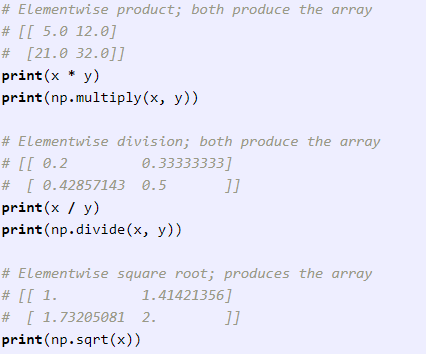 # Elementwise product; both produce the array
# [[ 5.0 12.0]
#  [21.0 32.0]]
print(x * y)
print(np.multiply(x, y))

# Elementwise division; both produce the array
# [[ 0.2         0.33333333]
#  [ 0.42857143  0.5       ]]
print(x / y)
print(np.divide(x, y))

# Elementwise square root; produces the array
# [[ 1.          1.41421356]
#  [ 1.73205081  2.        ]]
print(np.sqrt(x))